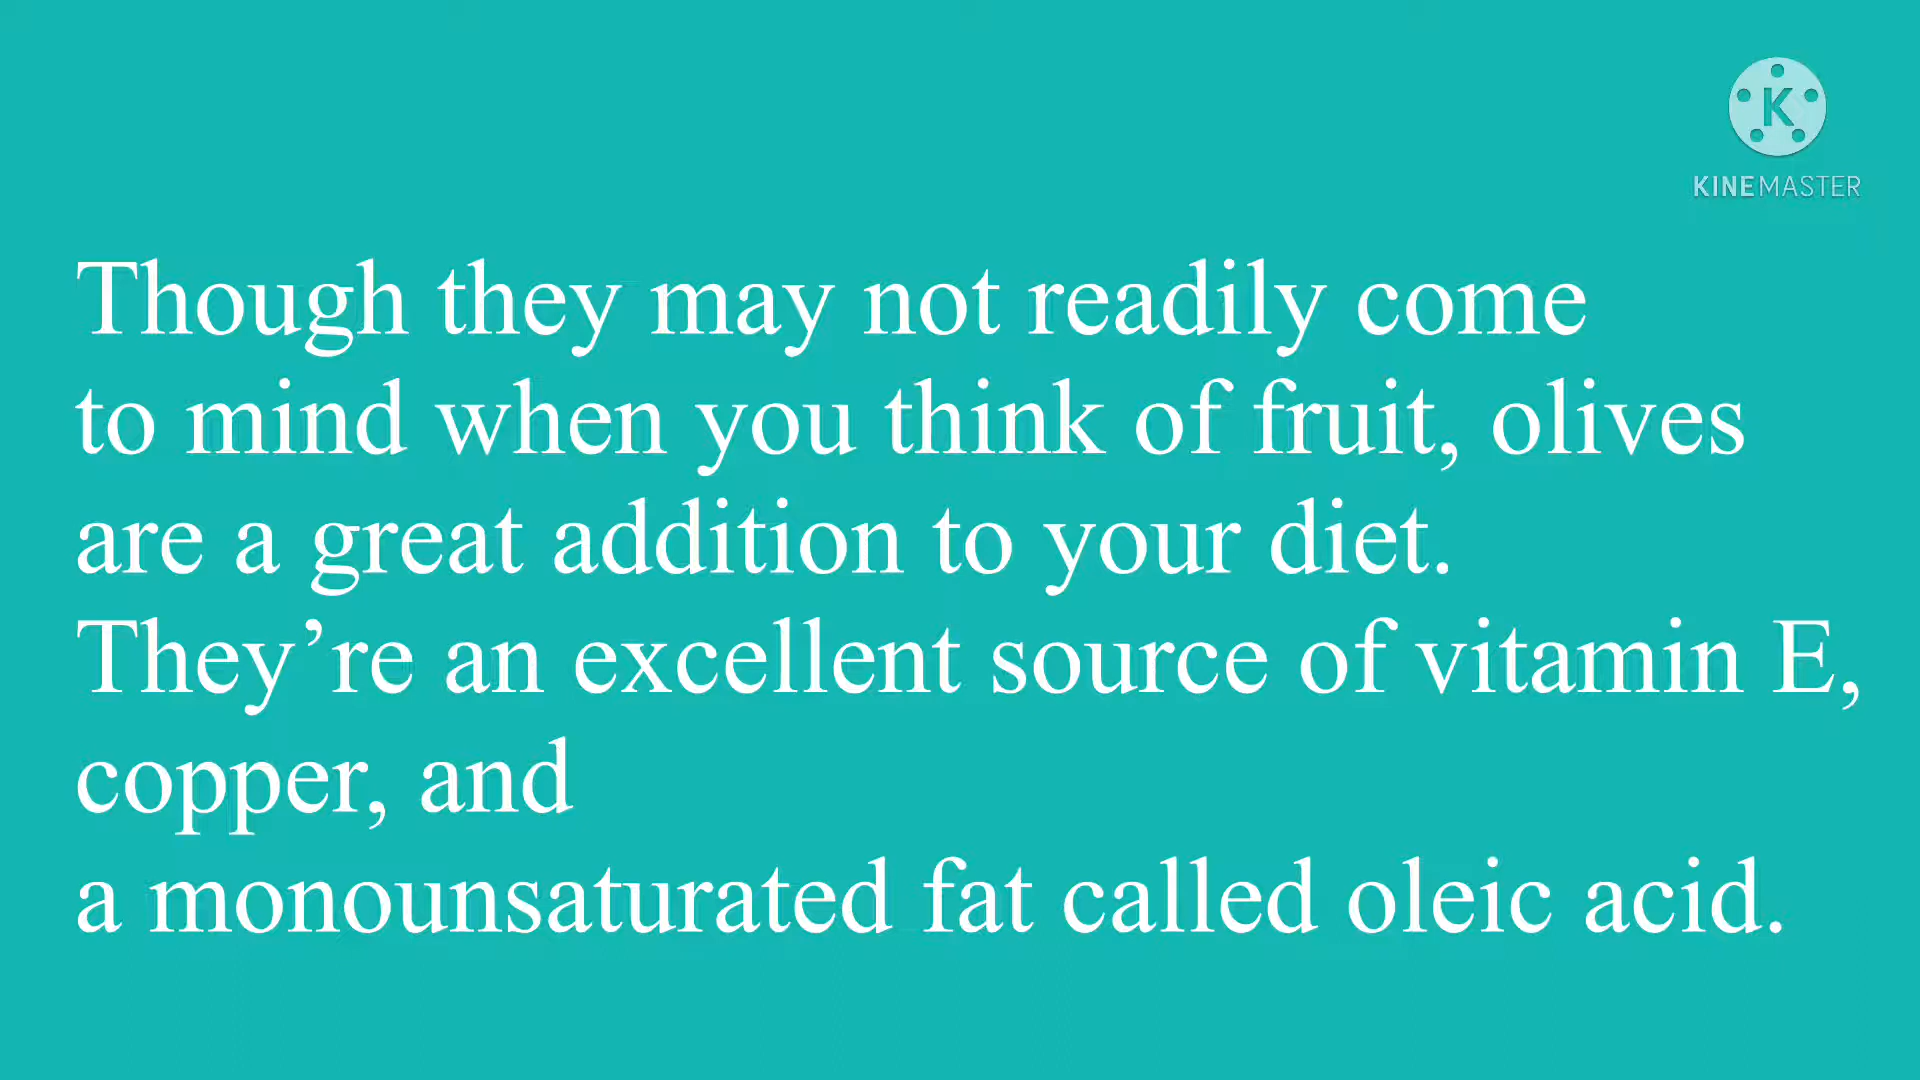 K
KINEMASTER
Though they may not readily come
to mind when you think of fruit, olives
are a great addition to your diet.
They’re an excellent source of vitamin E,
copper, and
a monounsaturated fat called oleic acid.